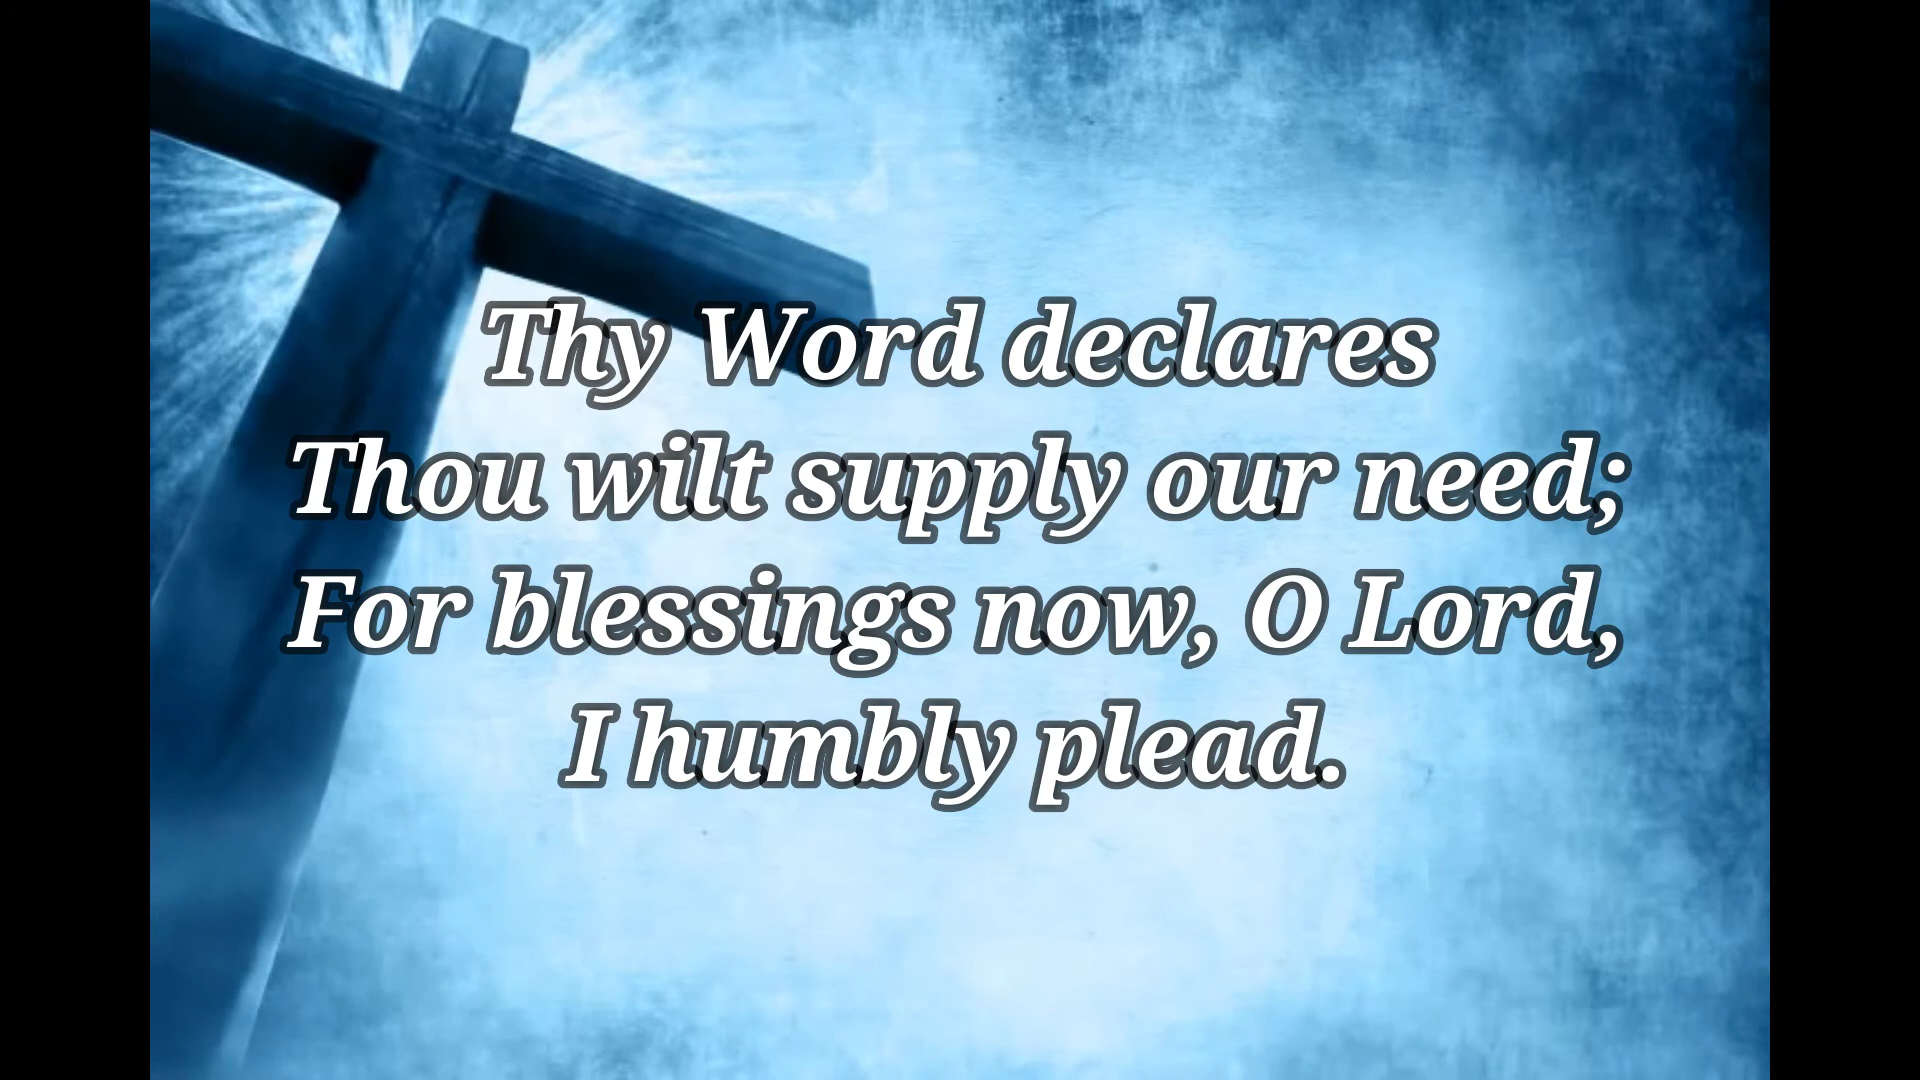 Thy Word declares
Thou wilt supply our need;
For blessings now, O Lord,
I humbly plead.